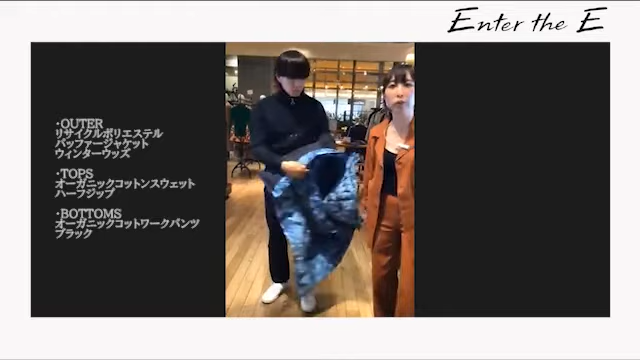 Enter the E
・OUTER
リサイクルポリエステル
パッファージャケット
ウィンターウッズ
・TOPS
オーガニックコットンスウェット
ハーフジップ
・BOTTOMS
オーガニックコットワークパンツ
ブラック